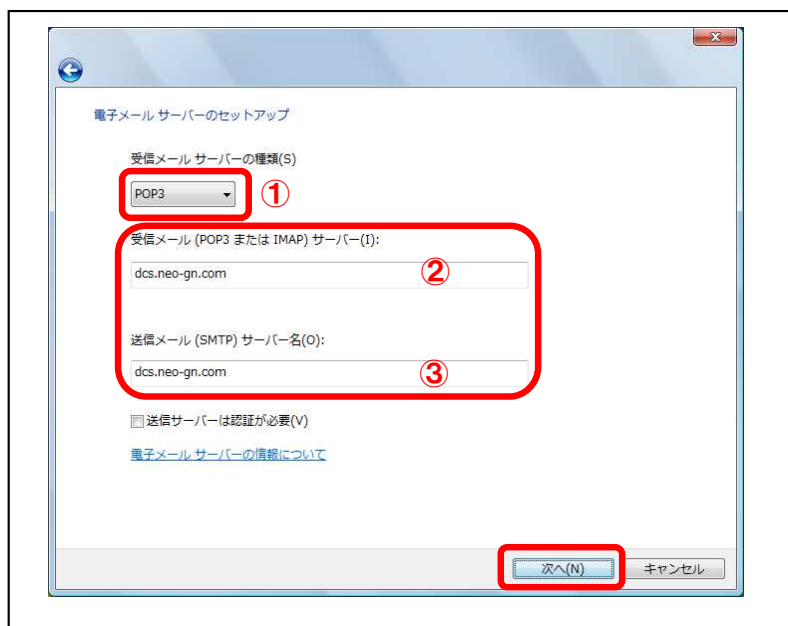 電子メール サーバーのセットアップ
受信メール サーバーの種類(S)
POP3 ①
受信メール (POP3 または IMAP) サーバー(I):
dcs.neo-gn.com ②
送信メール (SMTP) サーバー名(O):
dcs.neo-gn.com ③
送信サーバーは認証が必要(V)
電子メール サーバーの情報について
次へ(N) キャンセル